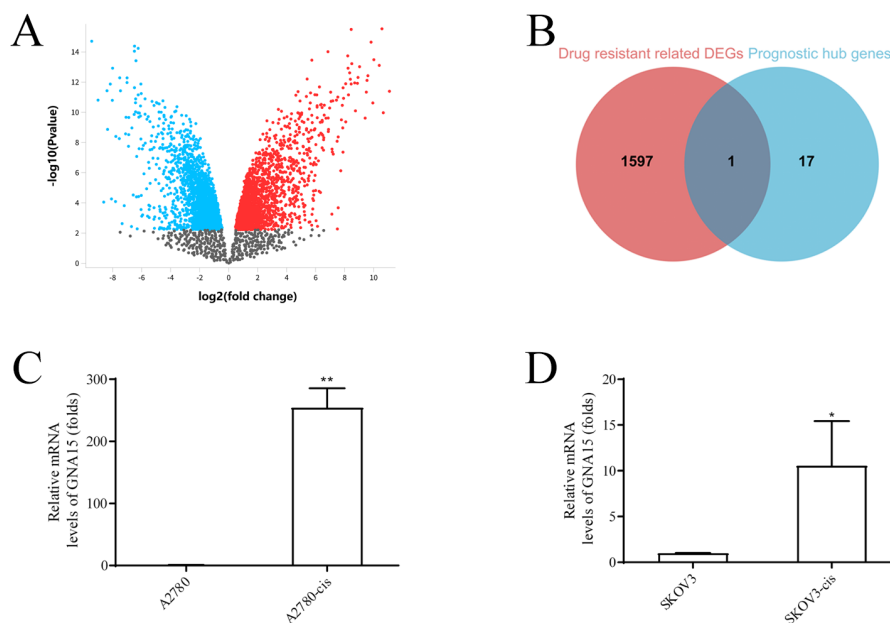 A
-log10(Pvalue)
14
12
10
8
6
4
2
0
-8 -6 -4 -2 0 2 4 6 8 10
log2(fold change)
B
Drug resistant related DEGs Prognostic hub genes
1597 1 17
C
Relative mRNA
levels of GNA15 (folds)
300
200
100
0
**
A2780
A2780-cis
D
Relative mRNA
levels of GNA15 (folds)
20
15
10
5
0
*
SKOV3
SKOV3-cis